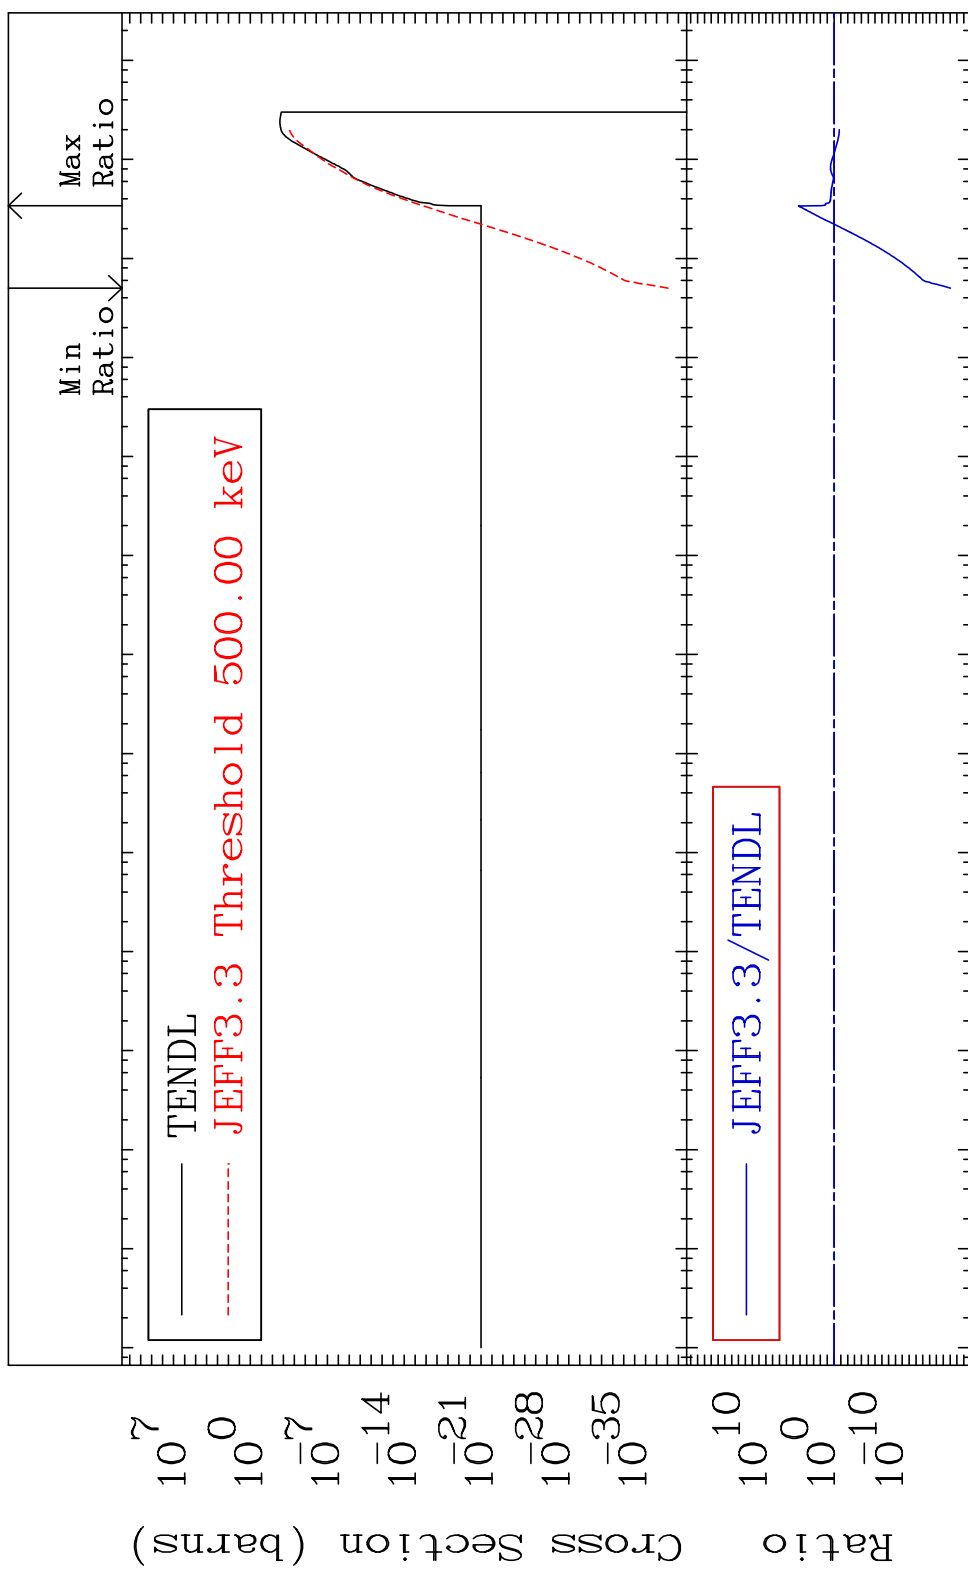 Max
Ratio
Min
Ratio
TENDL
JEFF3.3 Threshold 500.00 keV
JEFF3.3/TENDL
10^7
10^0
10^-7
10^-14
10^-21
10^-28
10^-35
Cross Section (barns)
10^10
10^0
10^-10
Ratio